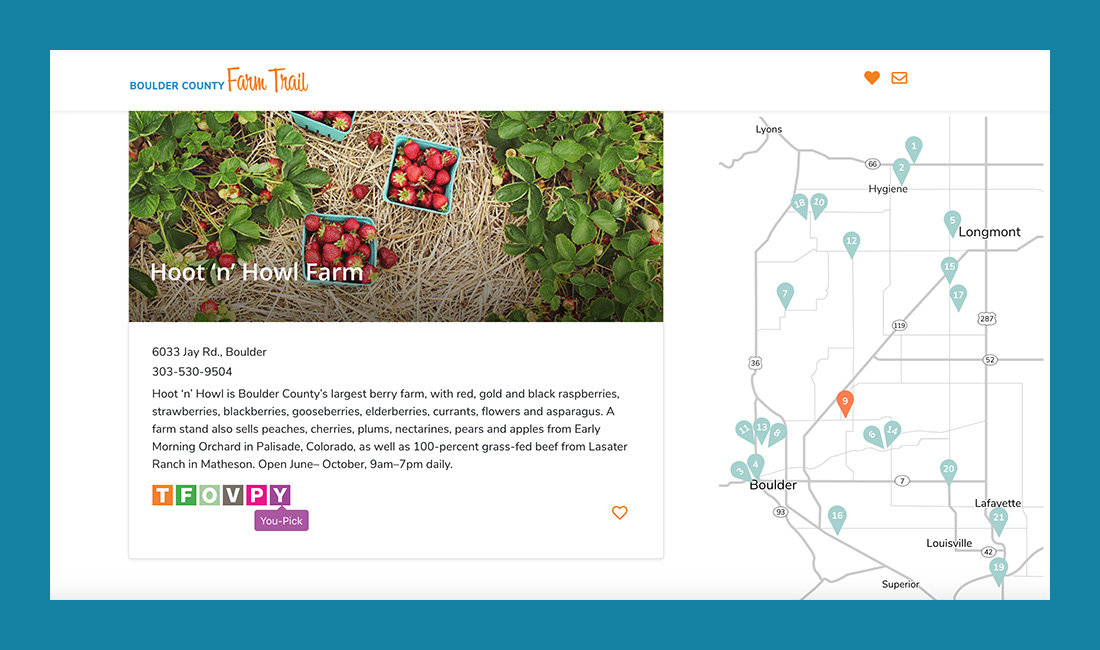 BOULDER COUNTY Farm Trail
Hoot ‘n’ Howl Farm
6033 Jay Rd., Boulder
303-530-9504
Hoot ‘n’ Howl is Boulder County’s largest berry farm, with red, gold and black raspberries,
strawberries, blackberries, gooseberries, elderberries, currants, flowers and asparagus. A
farm stand also sells peaches, cherries, plums, nectarines, pears and apples from Early
Morning Orchard in Palisade, Colorado, as well as 100-percent grass-fed beef from Lasater
Ranch in Matheson. Open June– October, 9am–7pm daily.
T F O V P Y
You-Pick
Lyons
1
66
2
Hygiene
18 10
5
Longmont
12
15
7
17
287
119
52
36
9
11 13 8
6 14
3 4
20
Boulder
7
Lafayette
93
16
21
Louisville
42
19
Superior